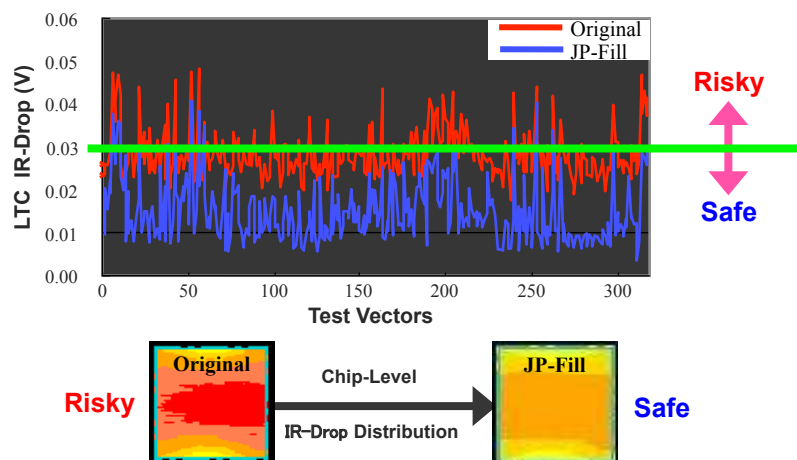 0.06
Original
JP-Fill
0.05
0.04
0.03
0.02
0.01
0.00
LTC IR-Drop (V)
0
50
100
150
200
250
300
Test Vectors
Risky
Safe
Original
Risky
Chip-Level
IR-Drop Distribution
JP-Fill
Safe